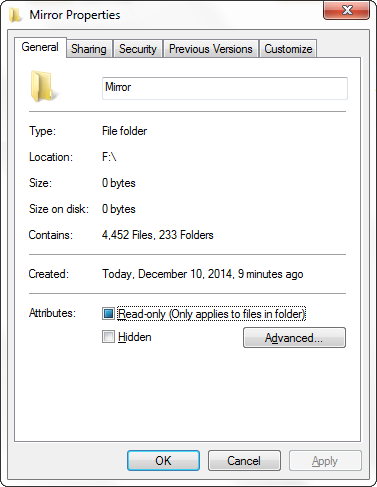 Mirror Properties
General Sharing Security Previous Versions Customize
Mirror
Type: File folder
Location: F:\
Size: 0 bytes
Size on disk: 0 bytes
Contains: 4,452 Files, 233 Folders
Created: Today, December 10, 2014, 9 minutes ago
Attributes: Read-only (Only applies to files in folder)
Hidden Advanced...
OK Cancel Apply